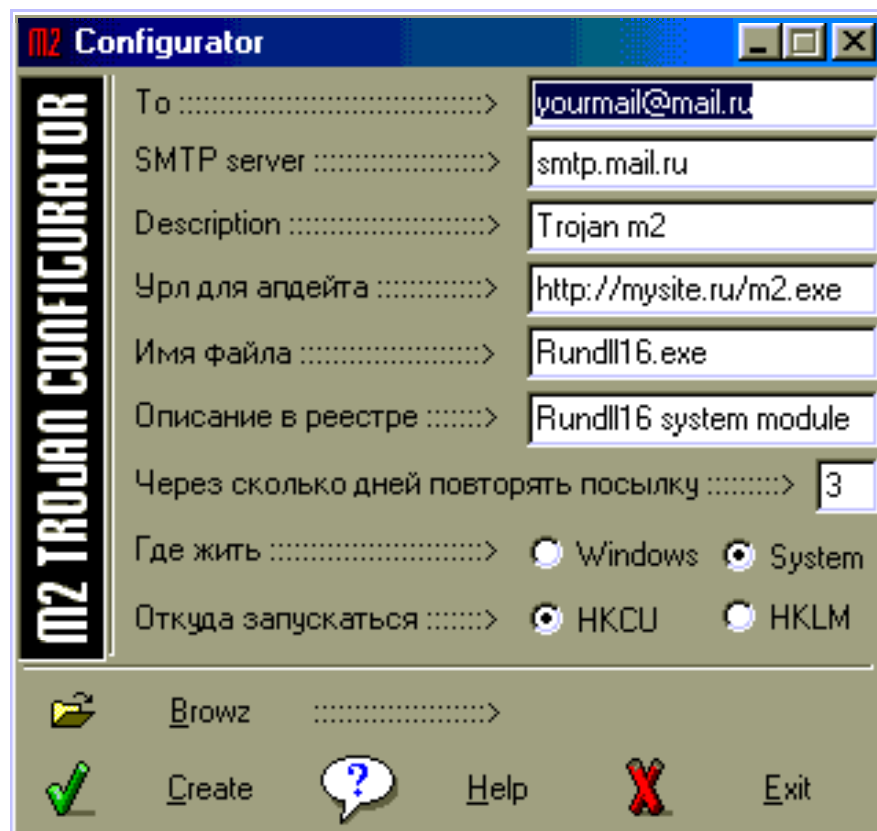 m2 Configurator
M2 TROJAN CONFIGURATOR
To :::::::::::::::::::::::::::::::::::> yourmail@mail.ru
SMTP server ::::::::::::::::::::> smtp.mail.ru
Description :::::::::::::::::::::::> Trojan m2
Урл для апдейта :::::::::::::> http://mysite.ru/m2.exe
Имя файла ::::::::::::::::::::::> Rundll16.exe
Описание в реестре :::::::> Rundll16 system module
Через сколько дней повторять посылку :::::::::> 3
Где жить ::::::::::::::::::::::::::> Windows System
Откуда запускаться :::::::> HKCU HKLM
Browz :::::::::::::::::::::>
Create ? Help Exit